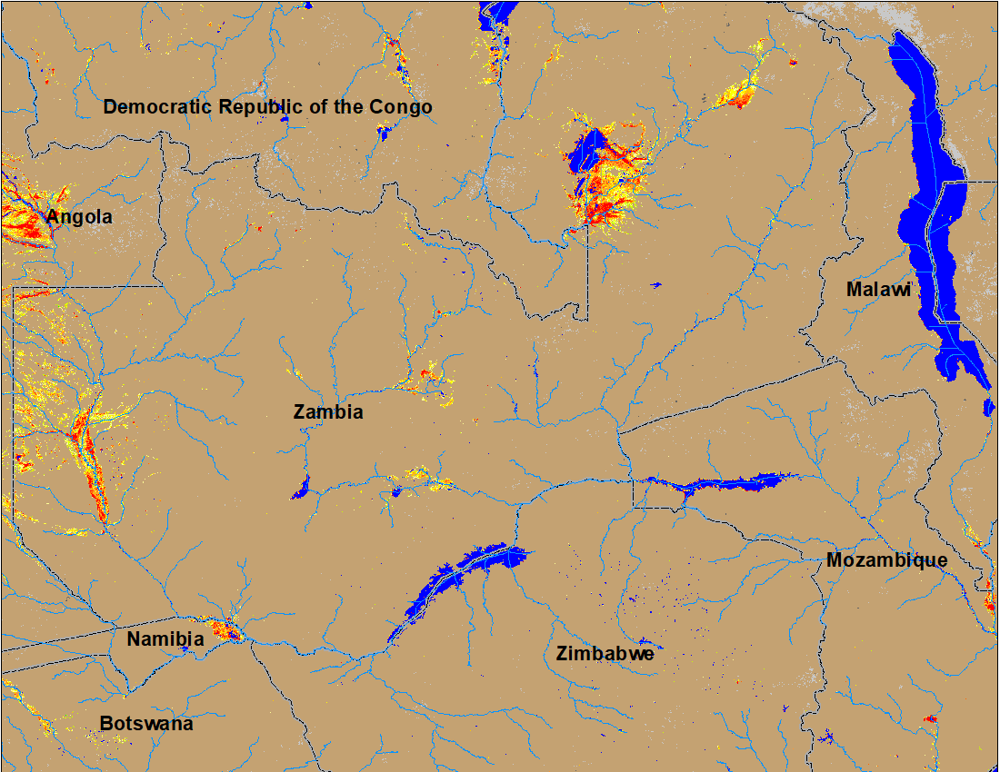 Democratic Republic of the Congo
Angola
Malawi
Zambia
Mozambique
Namibia
Zimbabwe
Botswana